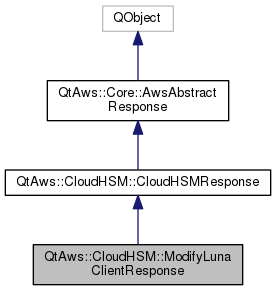 QObject
QtAws::Core::AwsAbstract
Response
QtAws::CloudHSM::CloudHSMResponse
QtAws::CloudHSM::ModifyLuna
ClientResponse